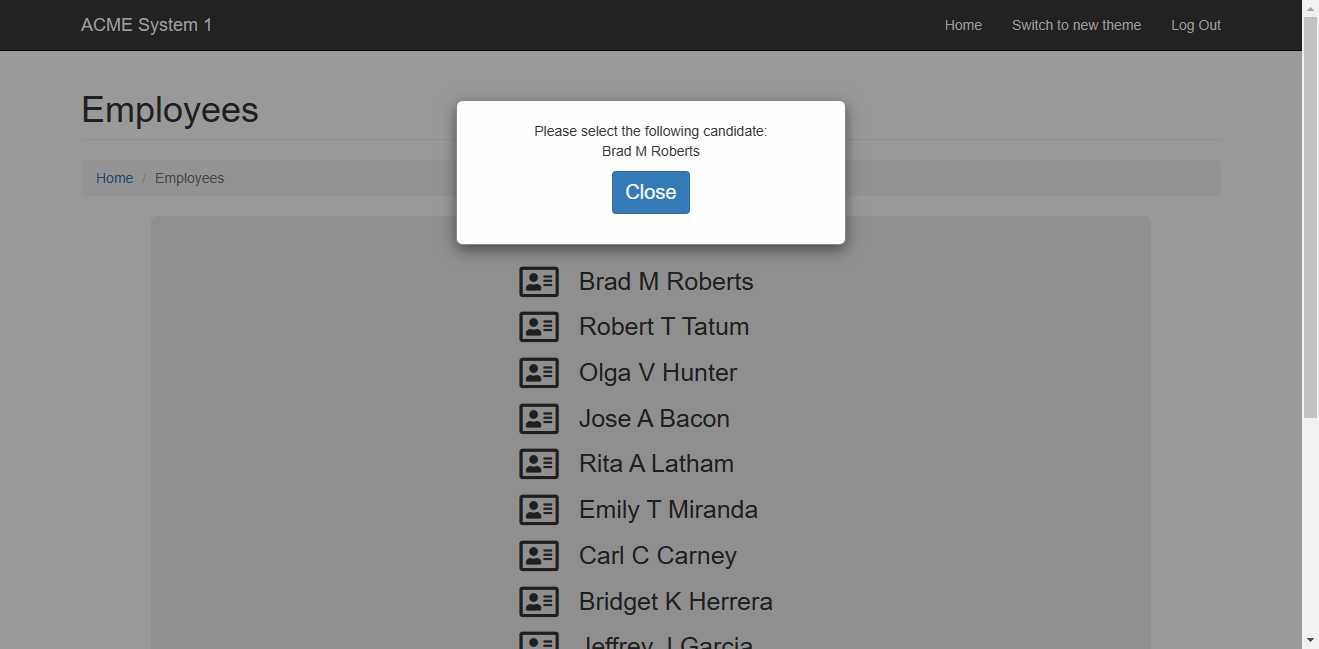 ACME System 1
Home
Switch to new theme
Log Out
Employees
Please select the following candidate:
Brad M Roberts
Close
Home / Employees
Brad M Roberts
Robert T Tatum
Olga V Hunter
Jose A Bacon
Rita A Latham
Emily T Miranda
Carl C Carney
Bridget K Herrera
Jeffrey J Garcia